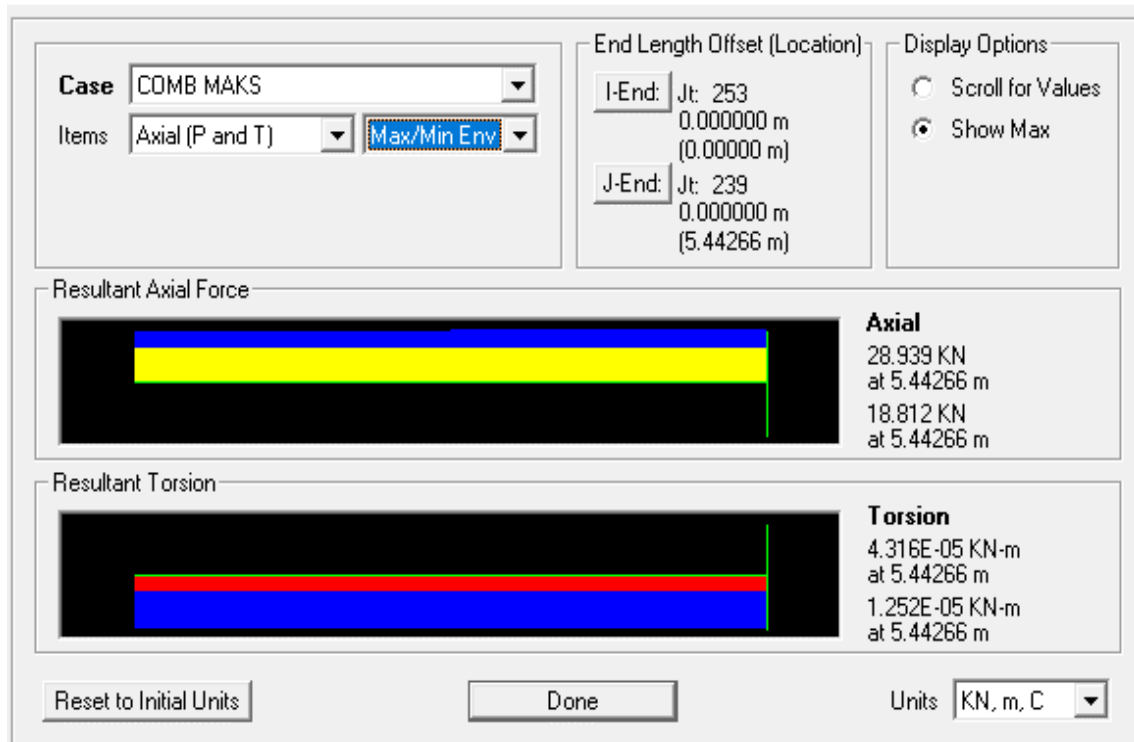 Case COMB MAKS
Items Axial (P and T) Max/Min Env
End Length Offset (Location)
I-End: Jt: 253
0.000000 m
(0.00000 m)
J-End: Jt: 239
0.000000 m
(5.44266 m)
Display Options
Scroll for Values
Show Max
Resultant Axial Force
Axial
28.939 KN
at 5.44266 m
18.812 KN
at 5.44266 m
Resultant Torsion
Torsion
4.316E-05 KN-m
at 5.44266 m
1.252E-05 KN-m
at 5.44266 m
Reset to Initial Units Done Units KN, m, C